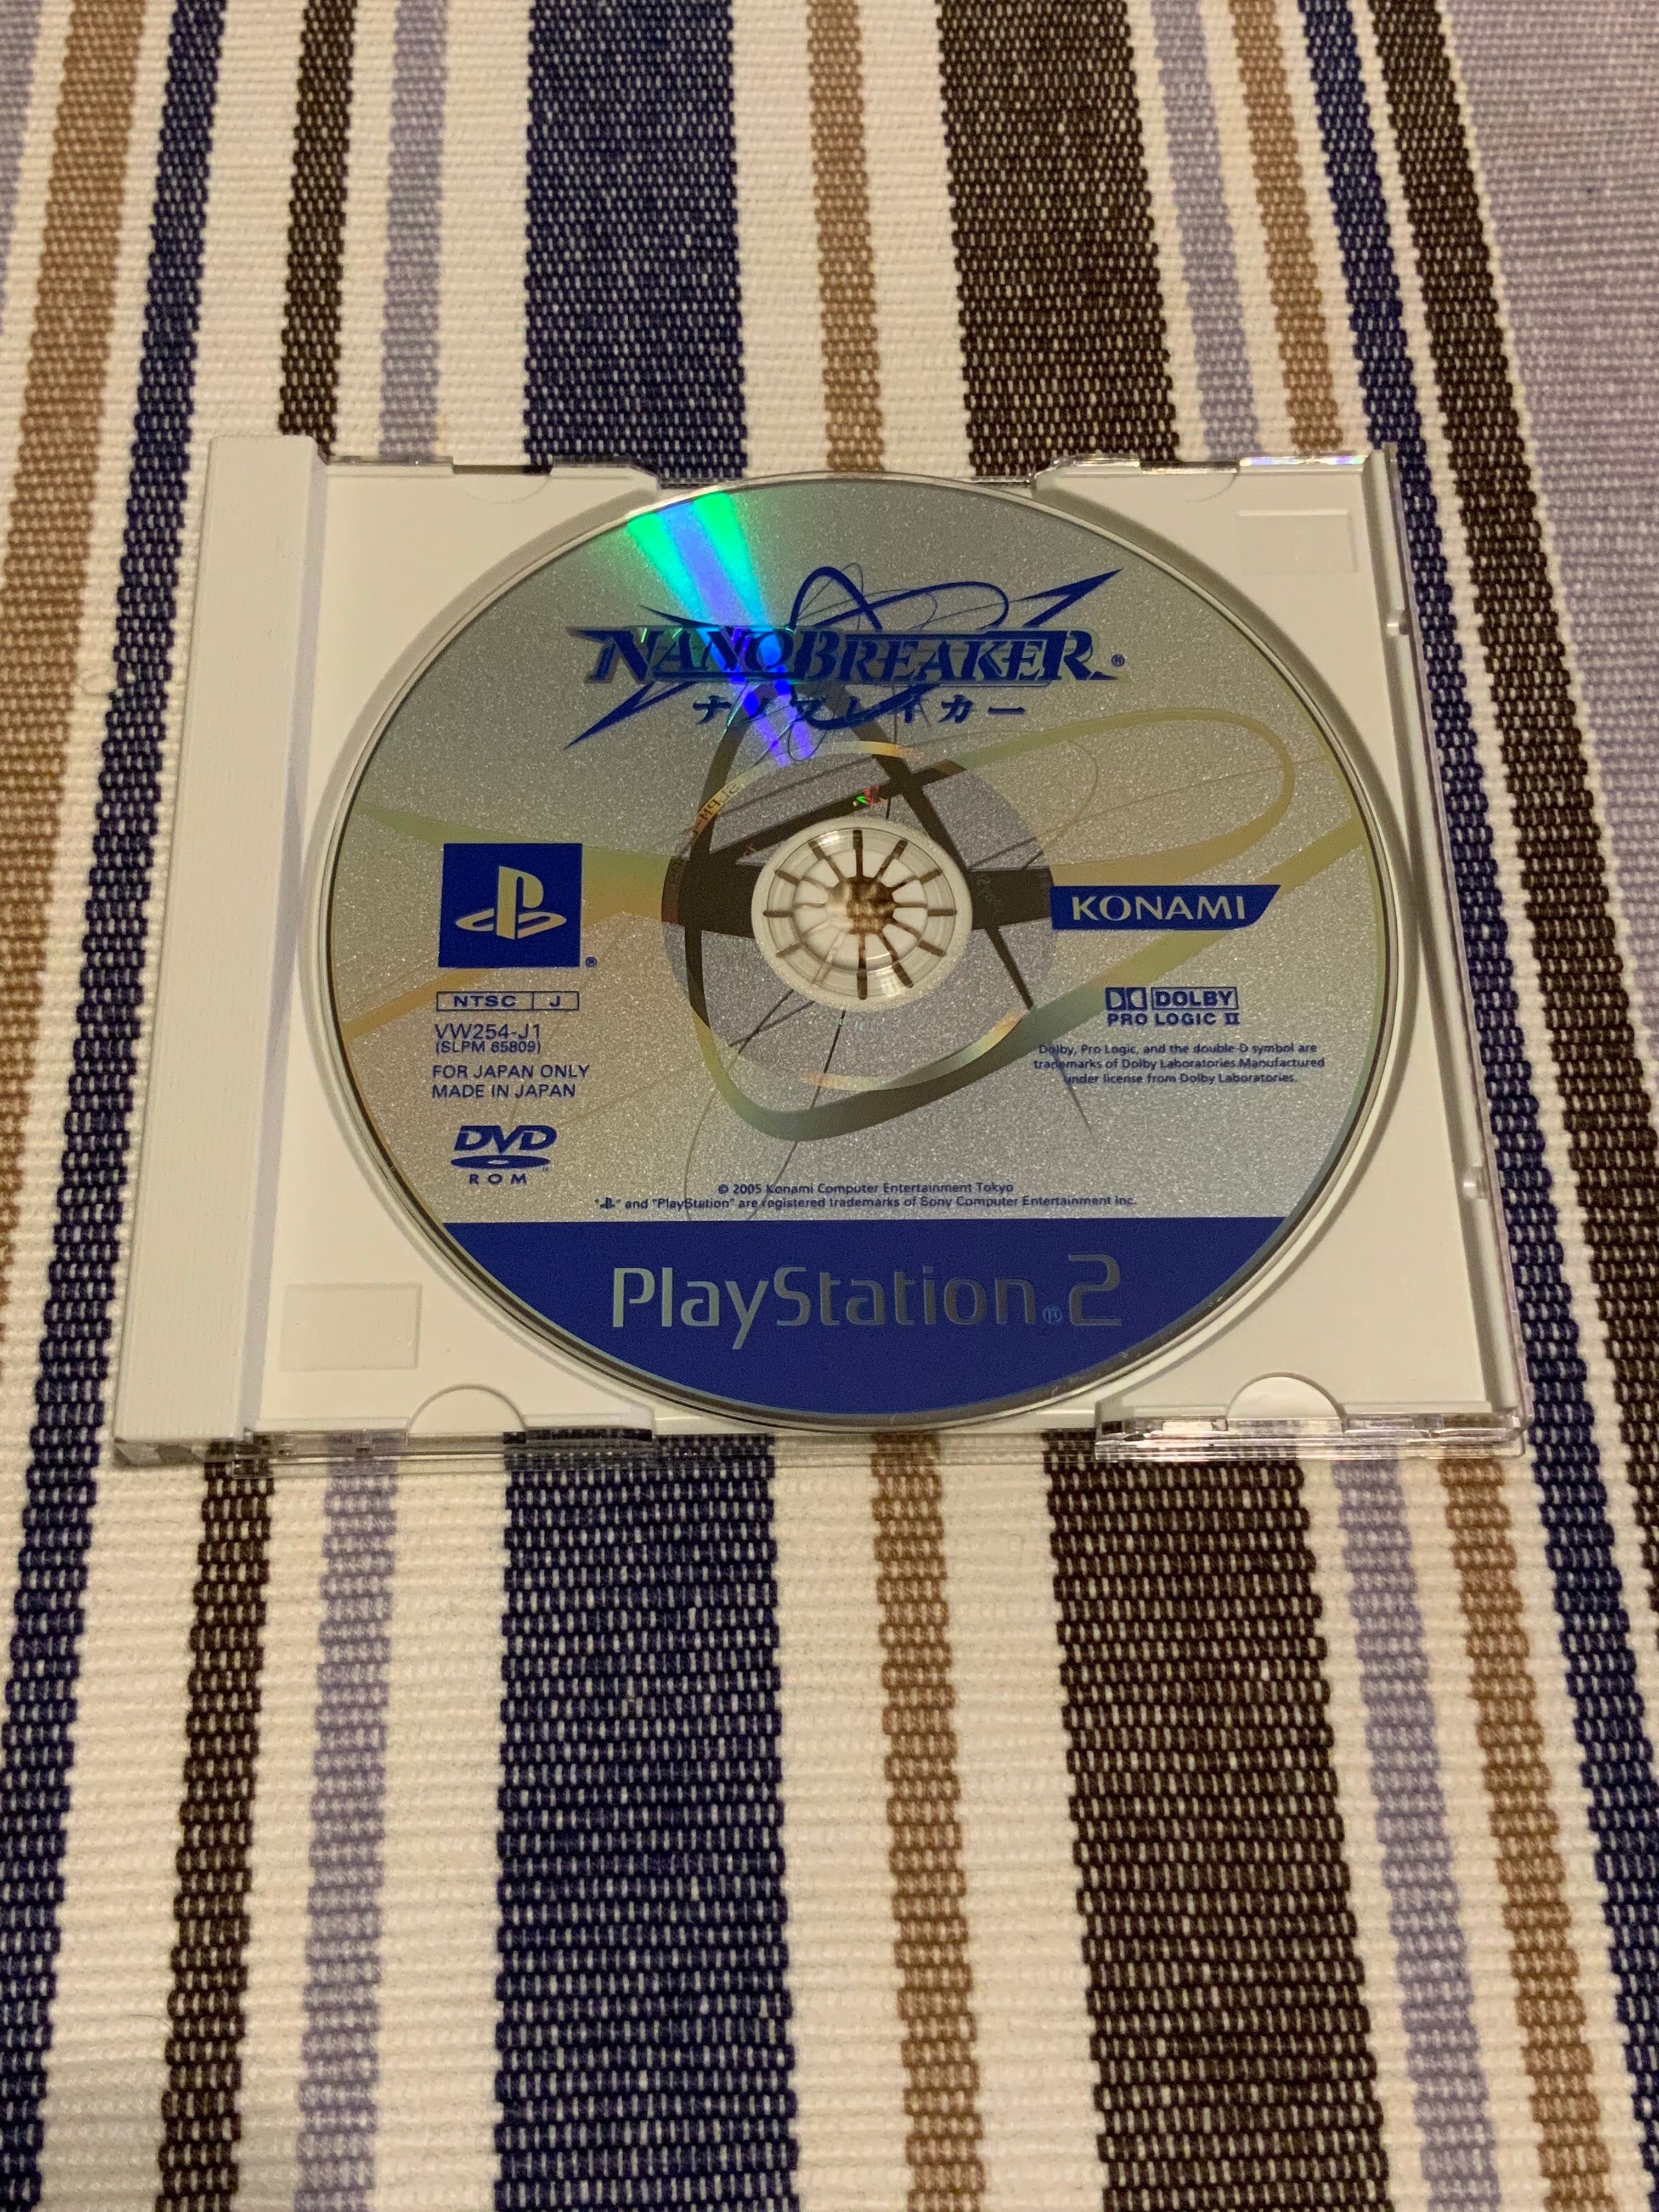 NANOBREAKER®
ナノブレイカー
KONAMI
®
NTSC J
VW254-J1
(SLPM 65809)
FOR JAPAN ONLY
MADE IN JAPAN
DVD
ROM
DOLBY
PRO LOGIC II
Dolby, Pro Logic, and the double-D symbol are
trademarks of Dolby Laboratories.Manufactured
under license from Dolby Laboratories.
© 2005 Konami Computer Entertainment Tokyo
" " and "PlayStation" are registered trademarks of Sony Computer Entertainment Inc.
PlayStation®2